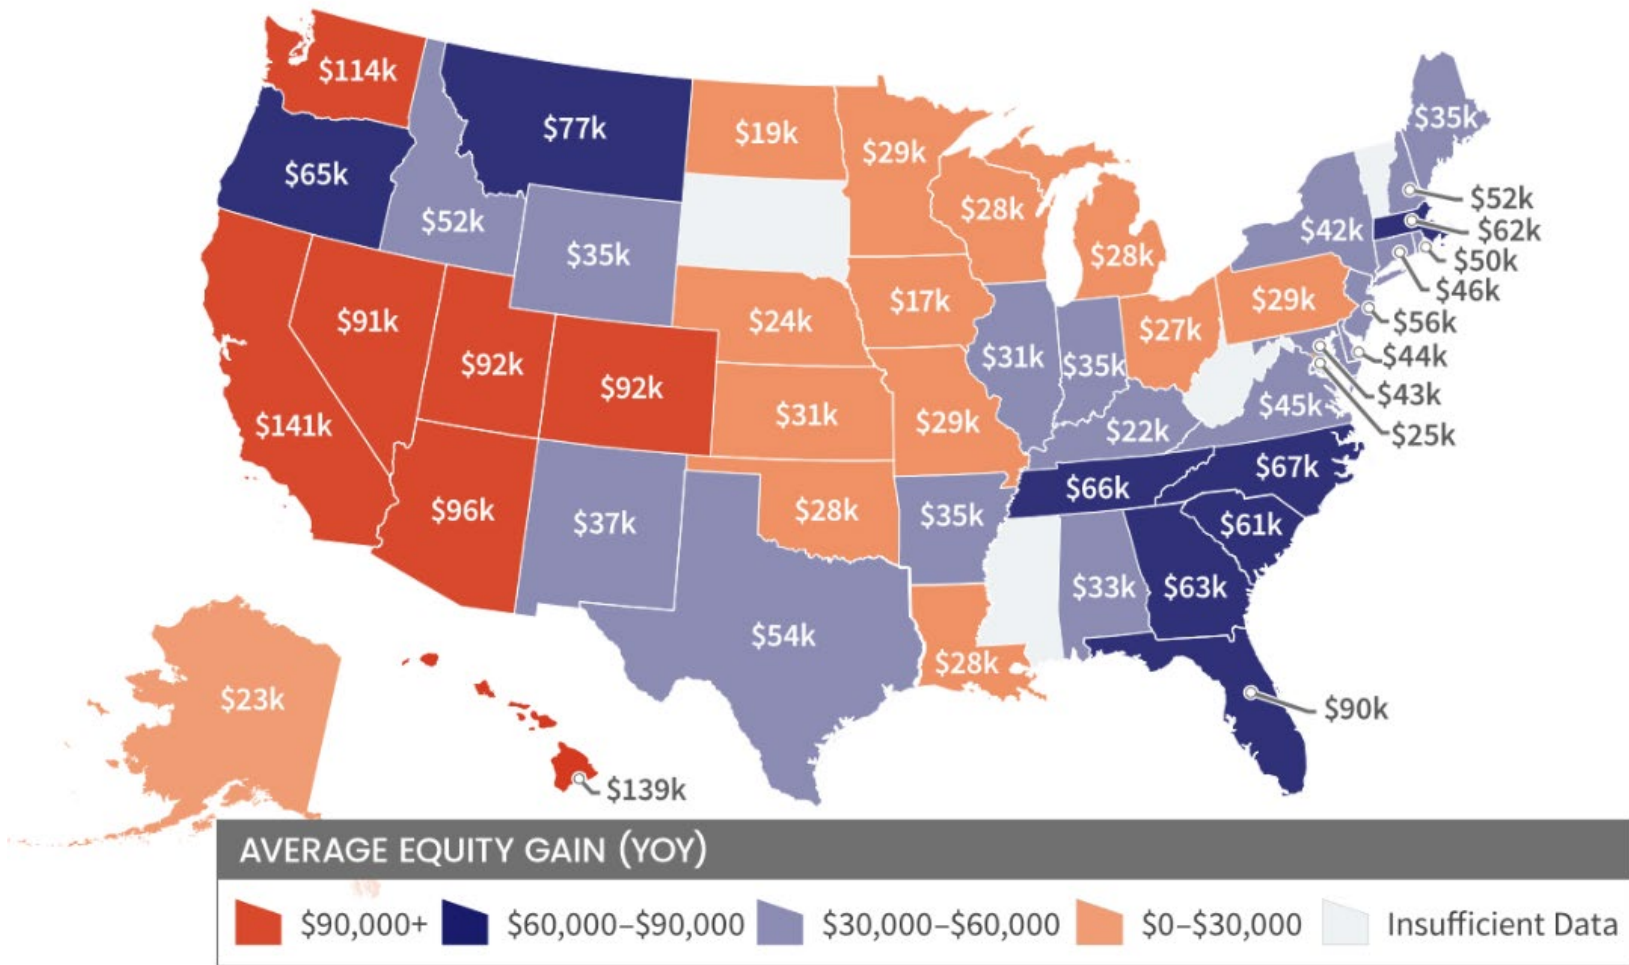 $114k
$35k
$77k
$19k
$29k
$65k
$52k
$52k
$28k
$42k
$62k
$35k
$28k
$50k
$46k
$91k
$24k
$17k
$29k
$56k
$27k
$92k
$31k
$35k
$44k
$92k
$43k
$141k
$31k
$29k
$22k
$45k
$25k
$67k
$66k
$96k
$37k
$28k
$35k
$61k
$33k
$63k
$54k
$28k
$23k
$90k
$139k
AVERAGE EQUITY GAIN (YOY)
$90,000+ $60,000–$90,000 $30,000–$60,000 $0–$30,000 Insufficient Data